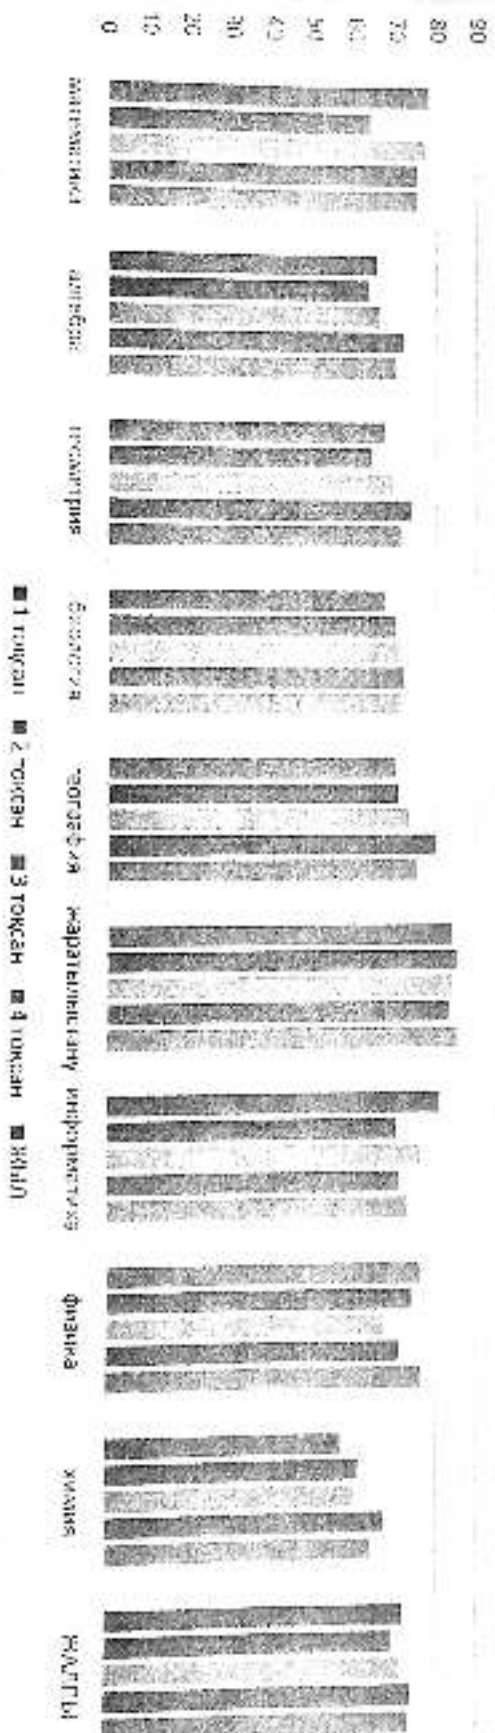 90
80
70
60
50
40
30
20
10
0
математика
алгебра
геометрия
биология
география
жаратылыстану
информатика
физика
химия
ЖАЛПЫ
1 тоқсан 2 тоқсан 3 тоқсан 4 тоқсан ЖЫЛ